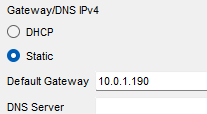 Gateway/DNS IPv4
DHCP
Static
Default Gateway 10.0.1.190
DNS Server